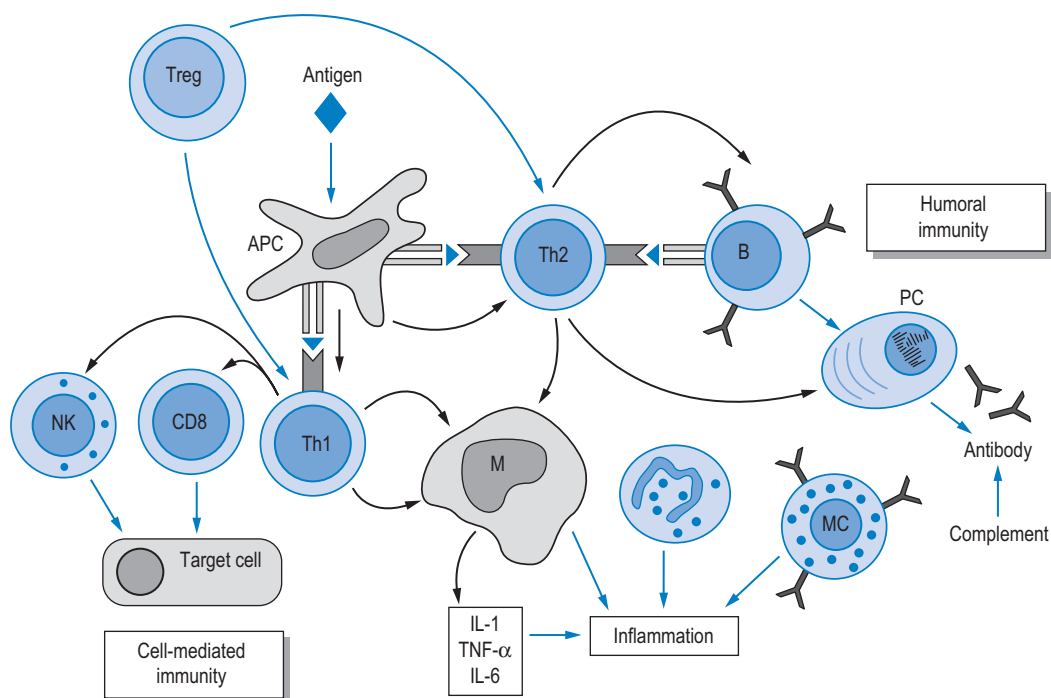 Treg
Antigen
APC
Th2
B
Humoral
immunity
PC
NK
CD8
Th1
M
MC
Antibody
Complement
Target cell
Cell-mediated
immunity
IL-1
TNF-α
IL-6
Inflammation